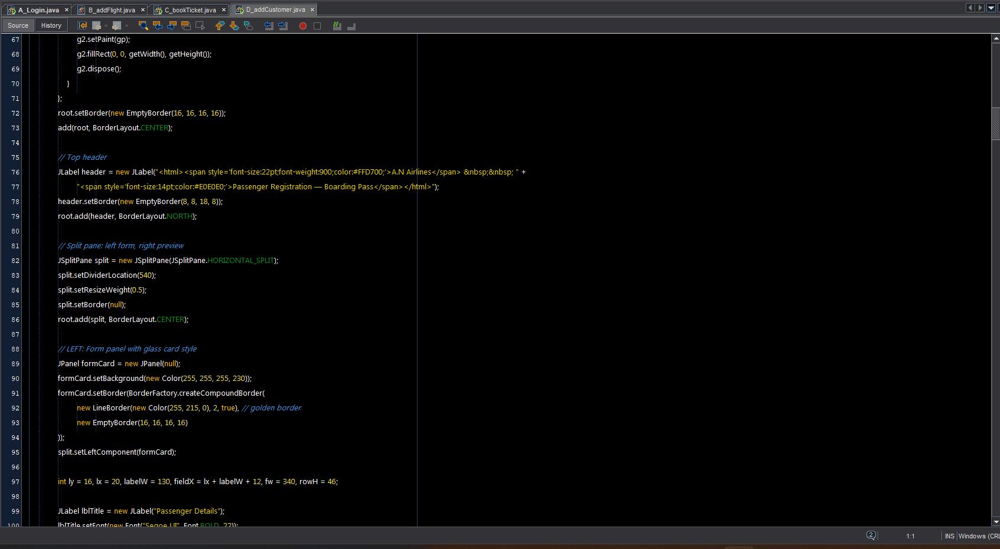 A_Login.java × B_addFlight.java × C_bookTicket.java × D_addCustomer.java ×
Source History
67 g2.setPaint(gp);
68 g2.fillRect(0, 0, getWidth(), getHeight());
69 g2.dispose();
70 }
71 };
72 root.setBorder(new EmptyBorder(16, 16, 16, 16));
73 add(root, BorderLayout.CENTER);
74
75 // Top header
76 JLabel header = new JLabel("<html><span style='font-size:22pt;font-weight:900;color:#FFD700;'>A.N Airlines</span> &nbsp;&nbsp; " +
77 "<span style='font-size:14pt;color:#E0E0E0;'>Passenger Registration — Boarding Pass</span></html>");
78 header.setBorder(new EmptyBorder(8, 8, 18, 8));
79 root.add(header, BorderLayout.NORTH);
80
81 // Split pane: left form, right preview
82 JSplitPane split = new JSplitPane(JSplitPane.HORIZONTAL_SPLIT);
83 split.setDividerLocation(540);
84 split.setResizeWeight(0.5);
85 split.setBorder(null);
86 root.add(split, BorderLayout.CENTER);
87
88 // LEFT: Form panel with glass card style
89 JPanel formCard = new JPanel(null);
90 formCard.setBackground(new Color(255, 255, 255, 230));
91 formCard.setBorder(BorderFactory.createCompoundBorder(
92 new LineBorder(new Color(255, 215, 0), 2, true), // golden border
93 new EmptyBorder(16, 16, 16, 16)
94 ));
95 split.setLeftComponent(formCard);
96
97 int ly = 16, lx = 20, labelW = 130, fieldX = lx + labelW + 12, fw = 340, rowH = 46;
98
99 JLabel lblTitle = new JLabel("Passenger Details");
100 lblTitle.setFont(new Font("Segoe UI", Font.BOLD, 22));
2 1:1 INS Windows (CRL